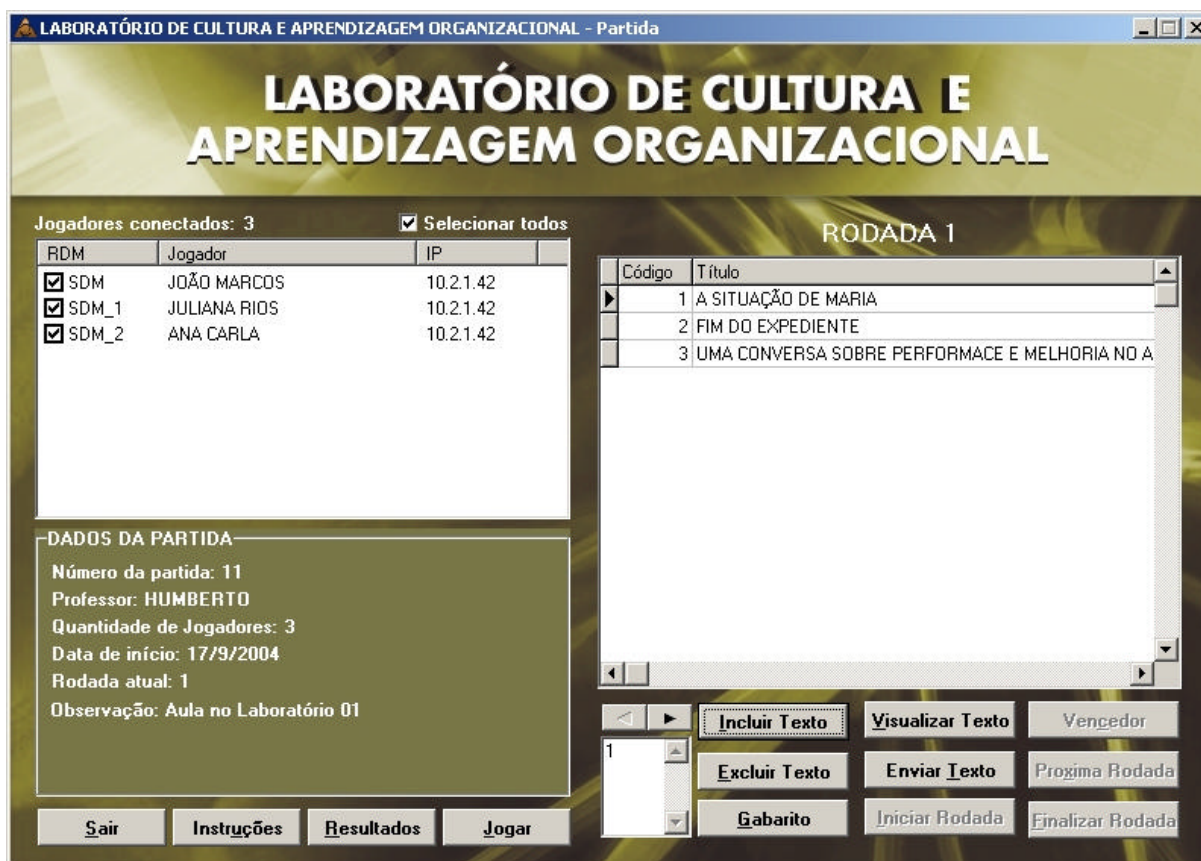 LABORATÓRIO DE CULTURA E APRENDIZAGEM ORGANIZACIONAL - Partida
LABORATÓRIO DE CULTURA E
APRENDIZAGEM ORGANIZACIONAL
Jogadores conectados: 3
Selecionar todos
RDM Jogador IP
SDM JOÃO MARCOS 10.2.1.42
SDM_1 JULIANA RIOS 10.2.1.42
SDM_2 ANA CARLA 10.2.1.42
DADOS DA PARTIDA
Número da partida: 11
Professor: HUMBERTO
Quantidade de Jogadores: 3
Data de início: 17/9/2004
Rodada atual: 1
Observação: Aula no Laboratório 01
Sair Instruções Resultados Jogar
RODADA 1
Código Título
1 A SITUAÇÃO DE MARIA
2 FIM DO EXPEDIENTE
3 UMA CONVERSA SOBRE PERFORMACE E MELHORIA NO A
1
Incluir Texto Visualizar Texto Vencedor
Excluir Texto Enviar Texto Proxima Rodada
Gabarito Iniciar Rodada Finalizar Rodada